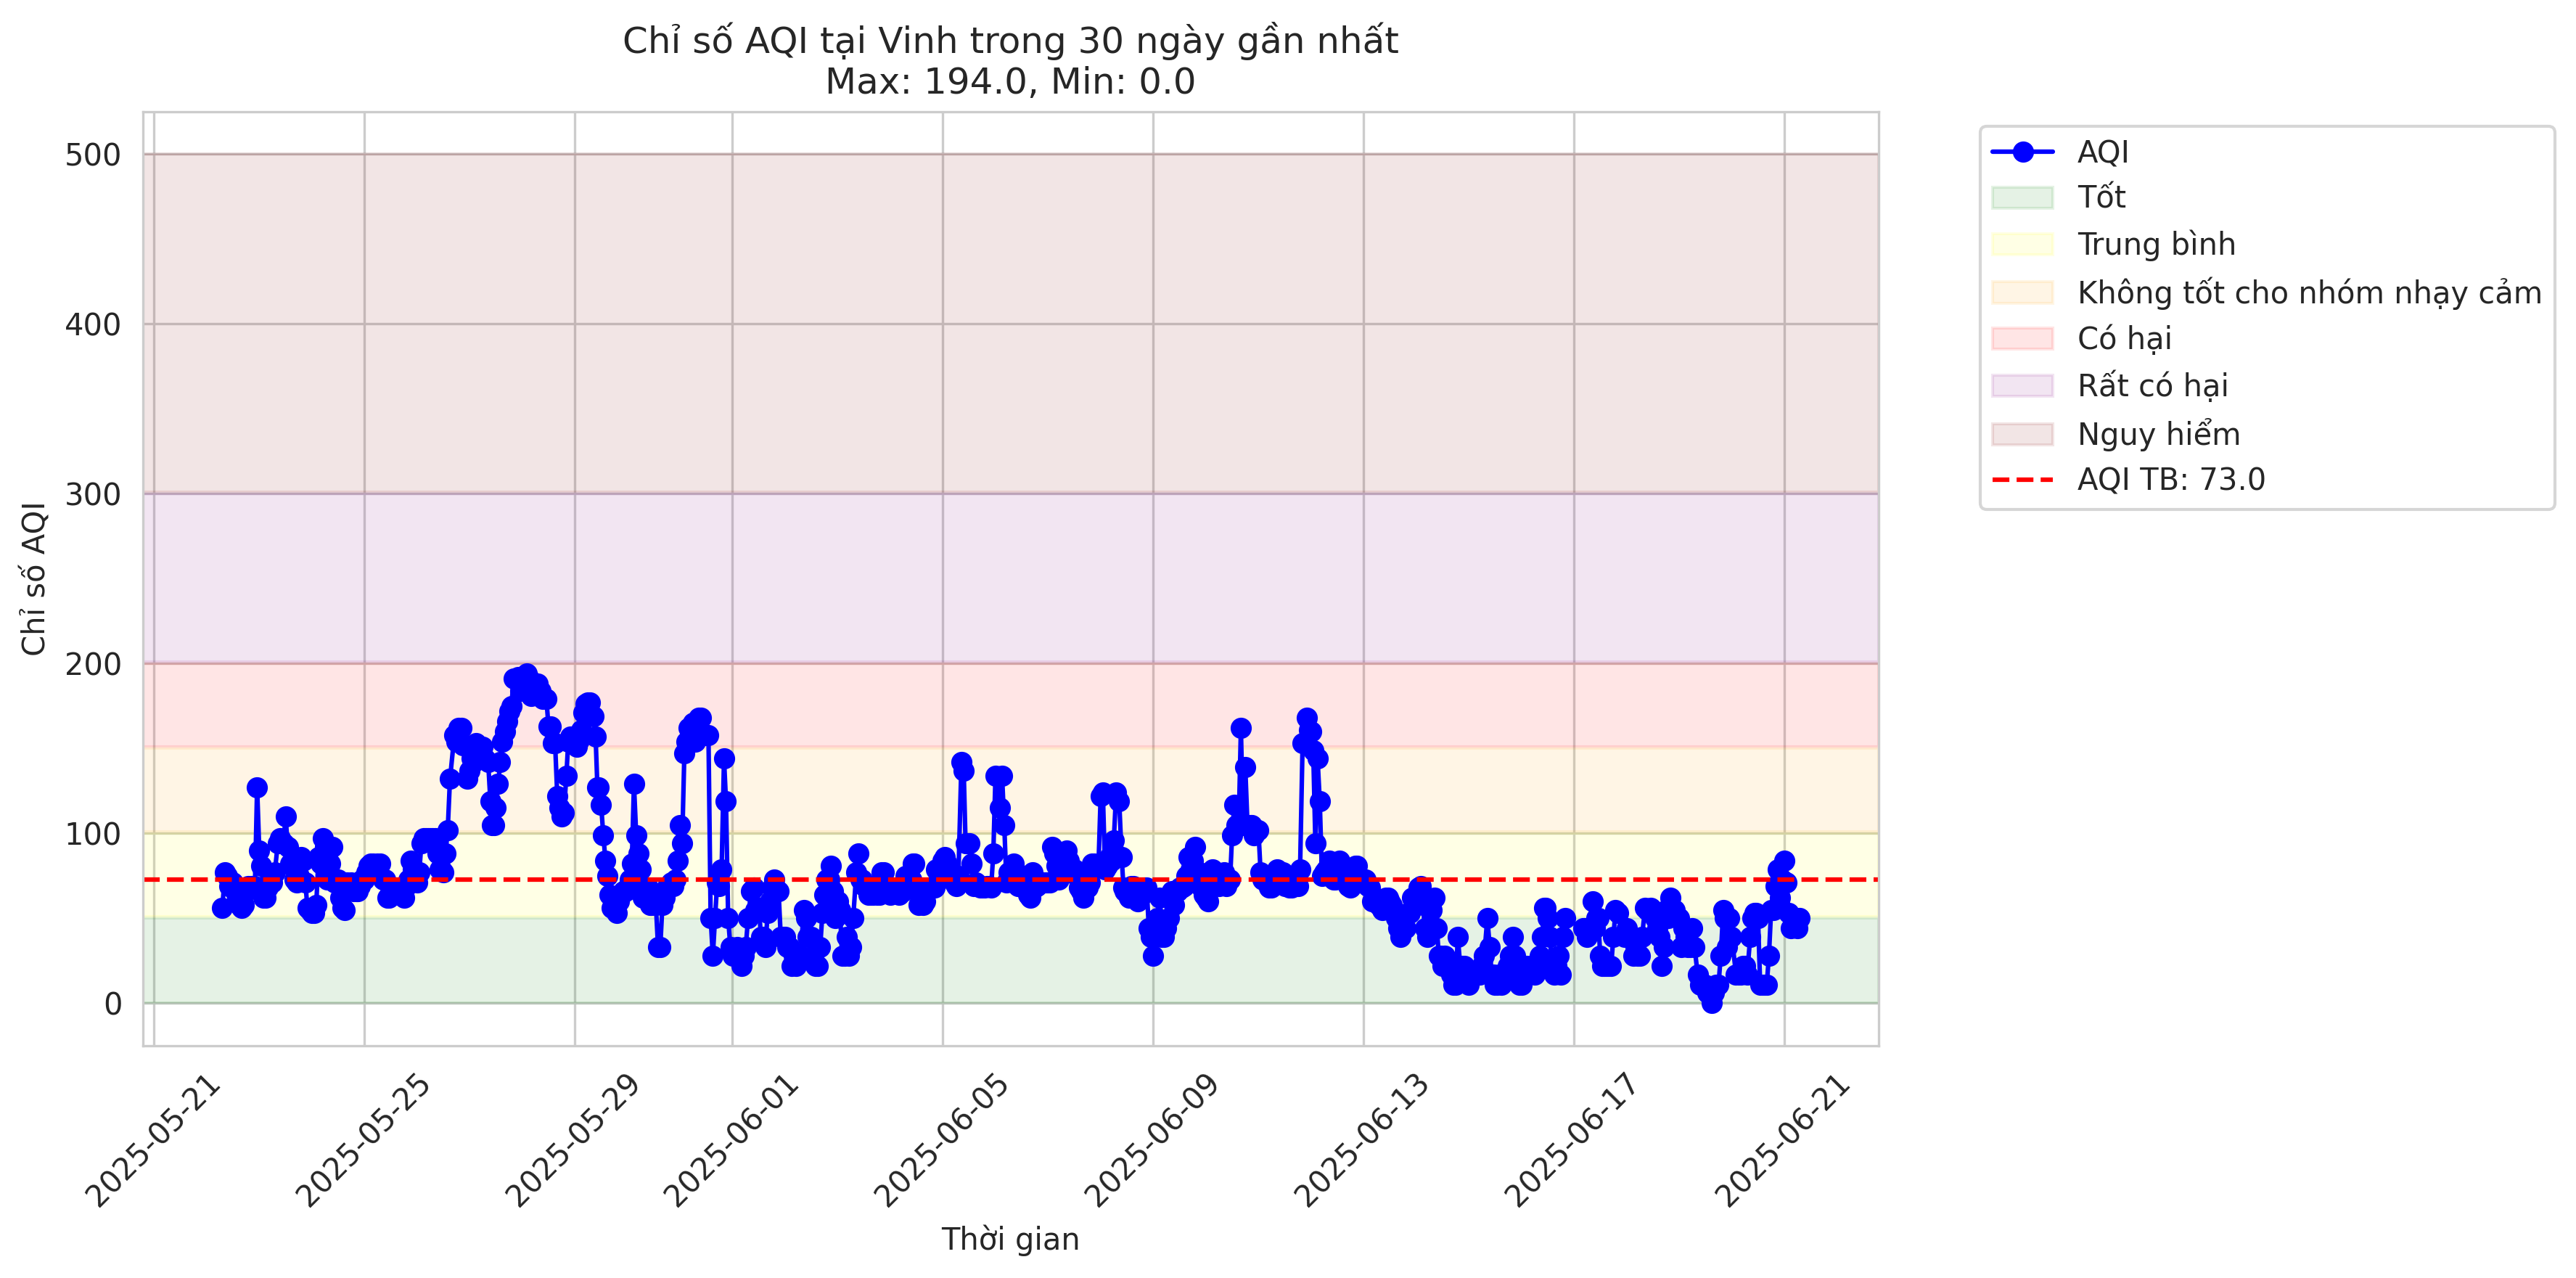 Chỉ số AQI tại Vinh trong 30 ngày gần nhất
Max: 194.0, Min: 0.0
Chỉ số AQI
500
400
300
200
100
0
2025-05-21
2025-05-25
2025-05-29
2025-06-01
2025-06-05
2025-06-09
2025-06-13
2025-06-17
2025-06-21
Thời gian
AQI
Tốt
Trung bình
Không tốt cho nhóm nhạy cảm
Có hại
Rất có hại
Nguy hiểm
AQI TB: 73.0